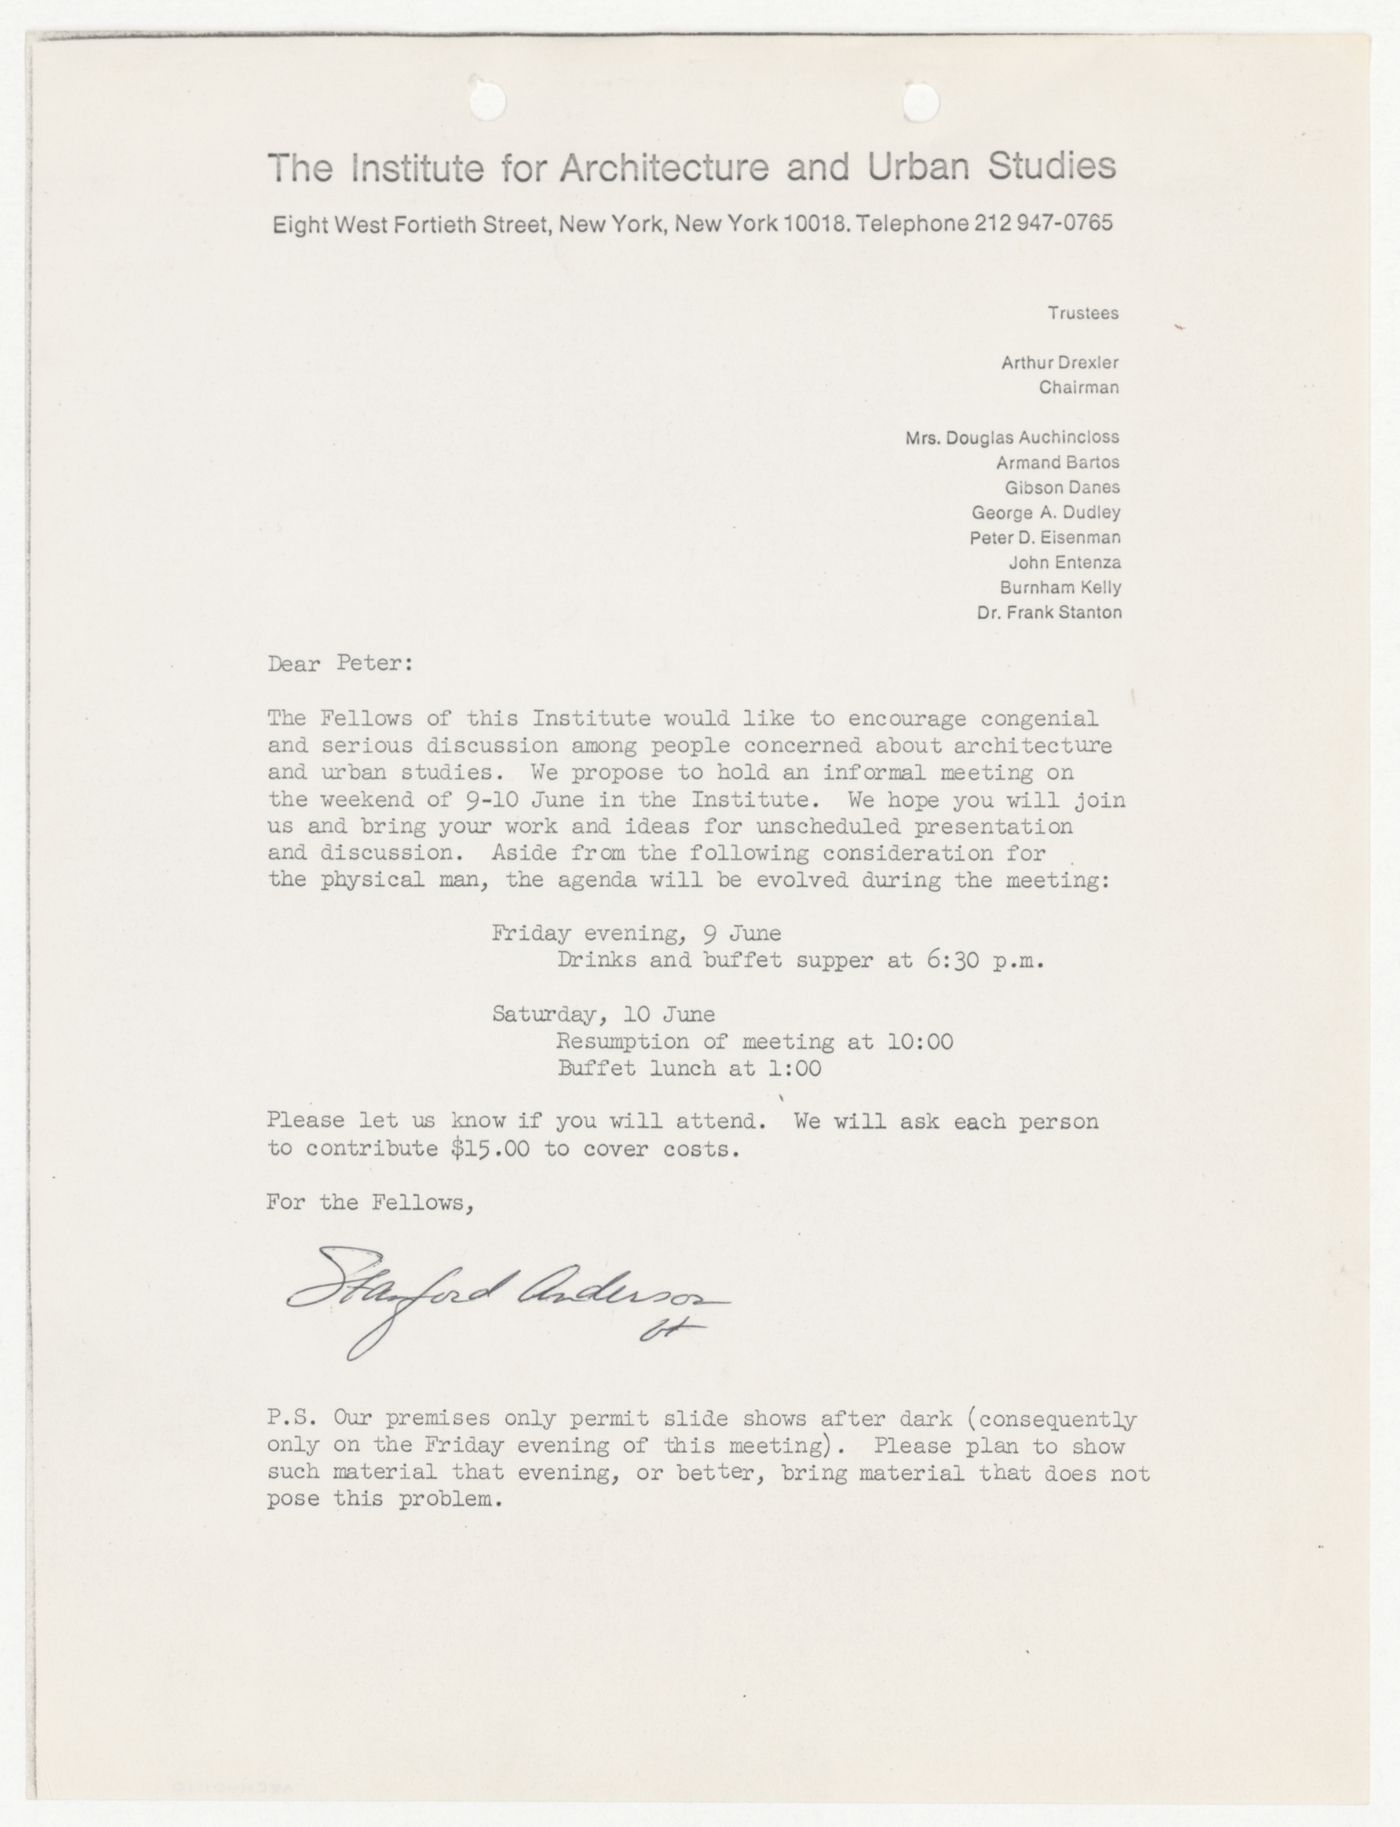 The Institute for Architecture and Urban Studies
Eight West Fortieth Street, New York, New York 10018. Telephone 212 947-0765
Trustees
Arthur Drexler
Chairman
Mrs. Douglas Auchincloss
Armand Bartos
Gibson Danes
George A. Dudley
Peter D. Eisenman
John Entenza
Burnham Kelly
Dr. Frank Stanton
Dear Peter:
The Fellows of this Institute would like to encourage congenial
and serious discussion among people concerned about architecture
and urban studies. We propose to hold an informal meeting on
the weekend of 9-10 June in the Institute. We hope you will join
us and bring your work and ideas for unscheduled presentation
and discussion. Aside from the following consideration for
the physical man, the agenda will be evolved during the meeting:
Friday evening, 9 June
Drinks and buffet supper at 6:30 p.m.
Saturday, 10 June
Resumption of meeting at 10:00
Buffet lunch at 1:00
Please let us know if you will attend. We will ask each person
to contribute $15.00 to cover costs.
For the Fellows,
Stanford Anderson
P.S. Our premises only permit slide shows after dark (consequently
only on the Friday evening of this meeting). Please plan to show
such material that evening, or better, bring material that does not
pose this problem.